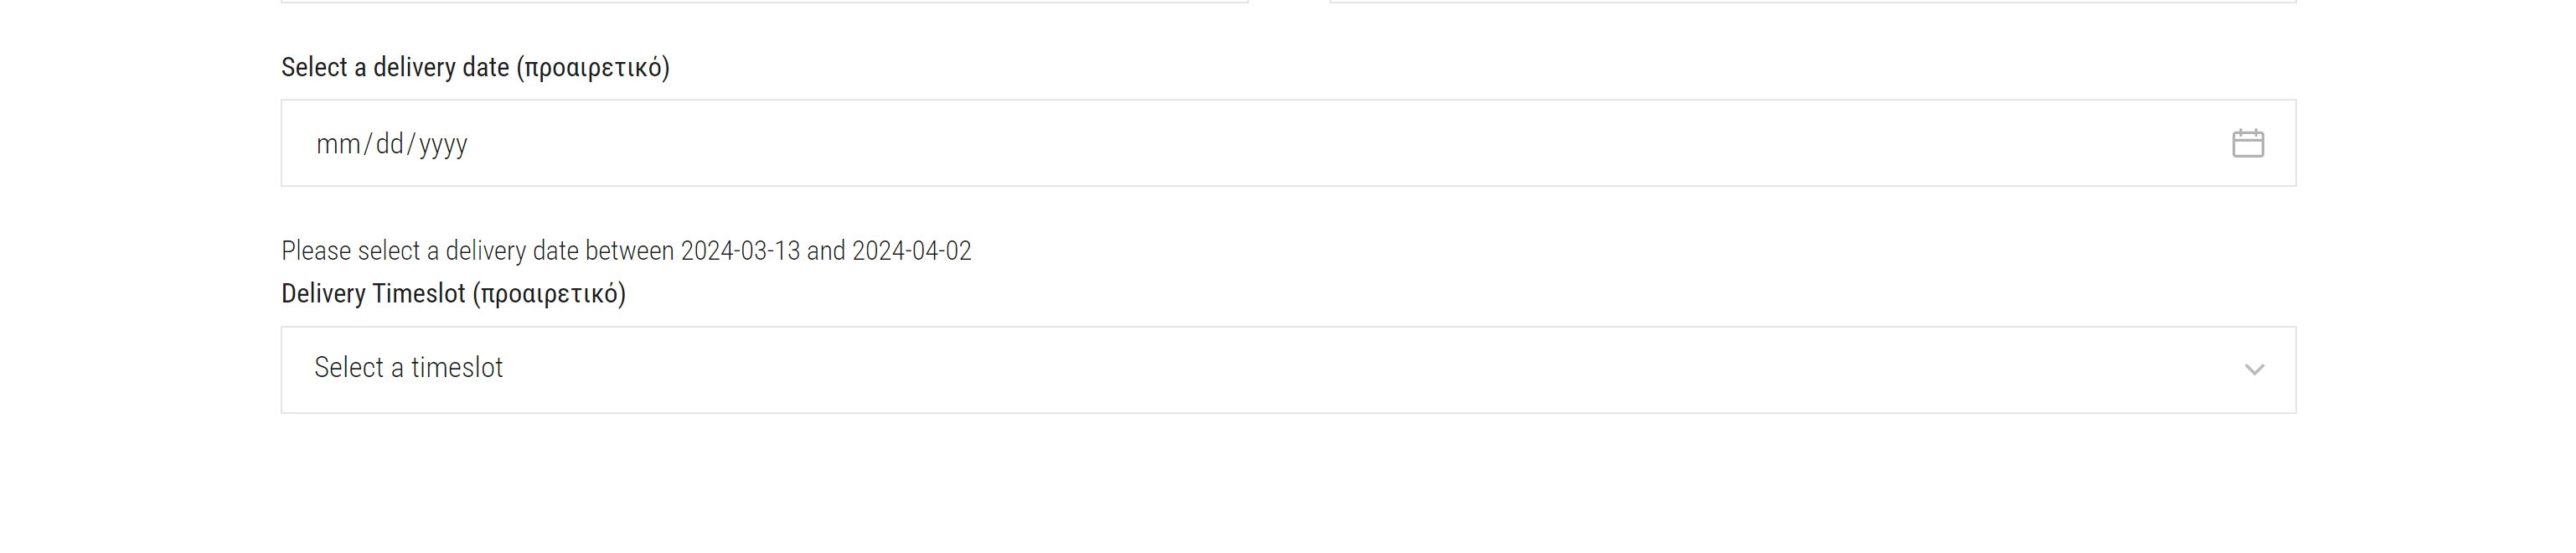 Select a delivery date (προαιρετικό)
mm/dd/yyyy
Please select a delivery date between 2024-03-13 and 2024-04-02
Delivery Timeslot (προαιρετικό)
Select a timeslot